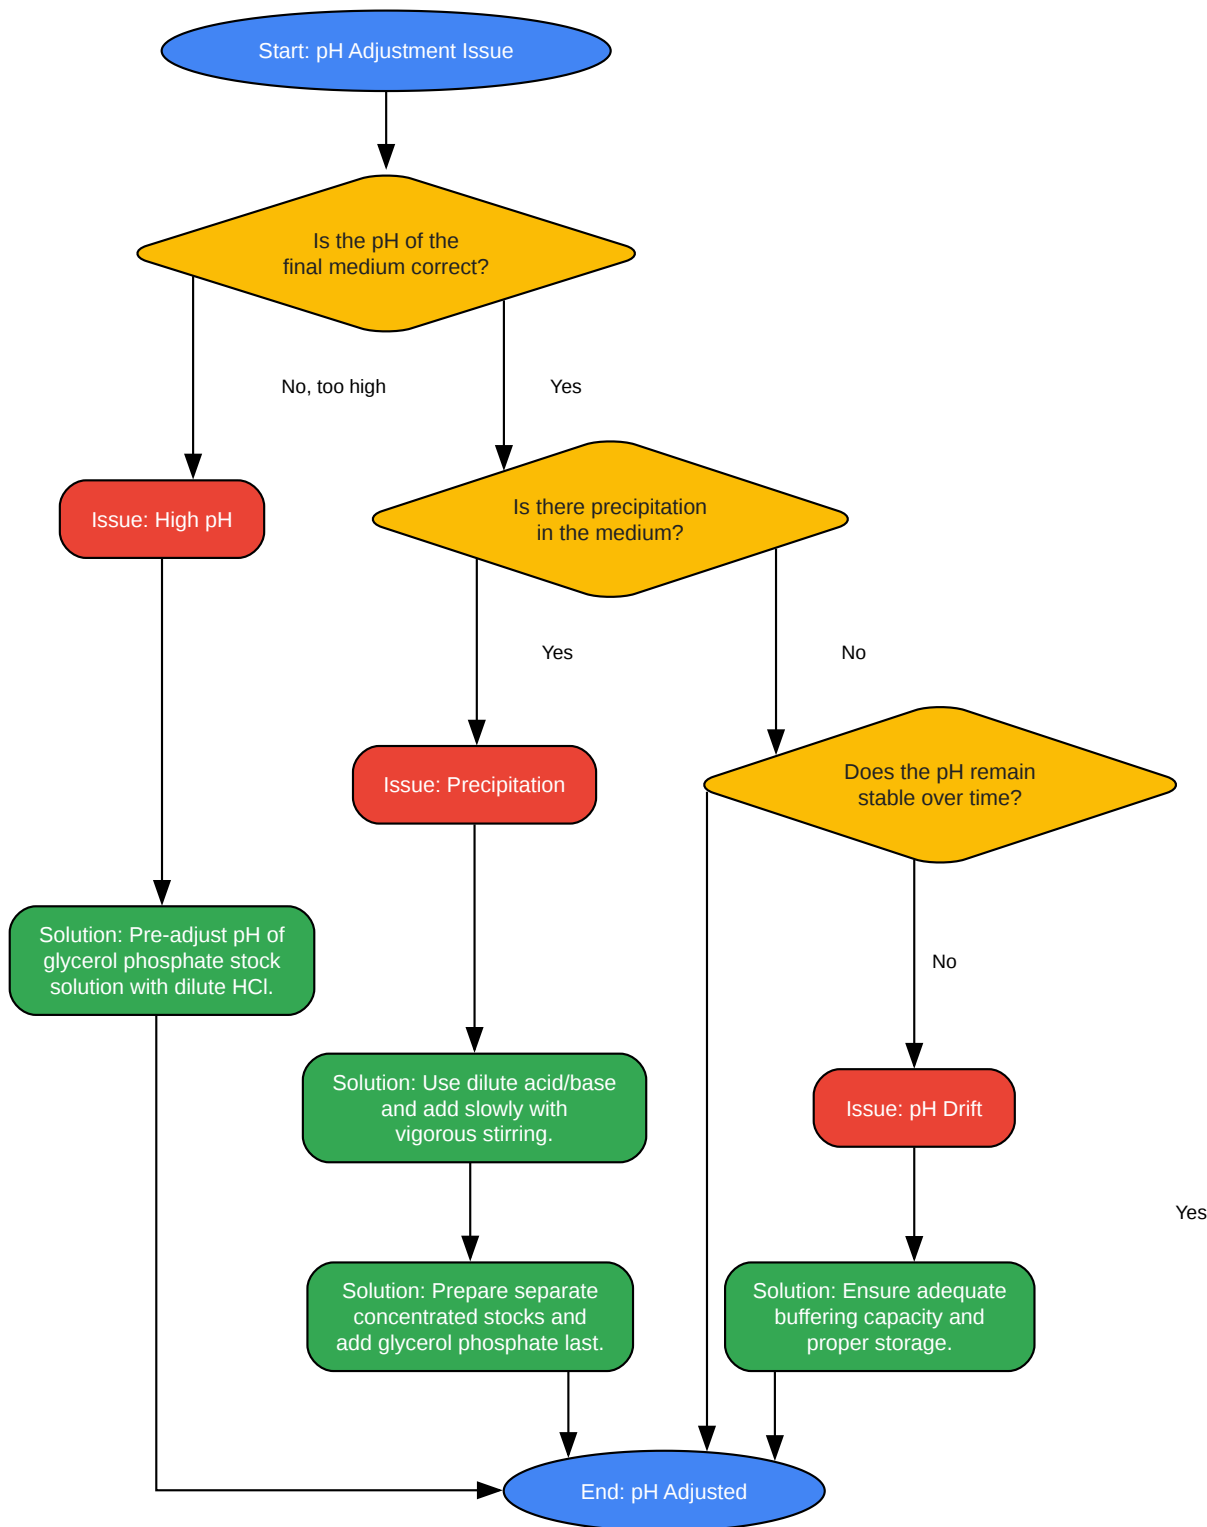 Start: pH Adjustment Issue
Is the pH of the
final medium correct?
No, too high
Yes
Issue: High pH
Is there precipitation
in the medium?
Yes
No
Issue: Precipitation
Does the pH remain
stable over time?
Solution: Pre-adjust pH of
glycerol phosphate stock
solution with dilute HCl.
No
Solution: Use dilute acid/base
and add slowly with
vigorous stirring.
Issue: pH Drift
Yes
Solution: Prepare separate
concentrated stocks and
add glycerol phosphate last.
Solution: Ensure adequate
buffering capacity and
proper storage.
End: pH Adjusted